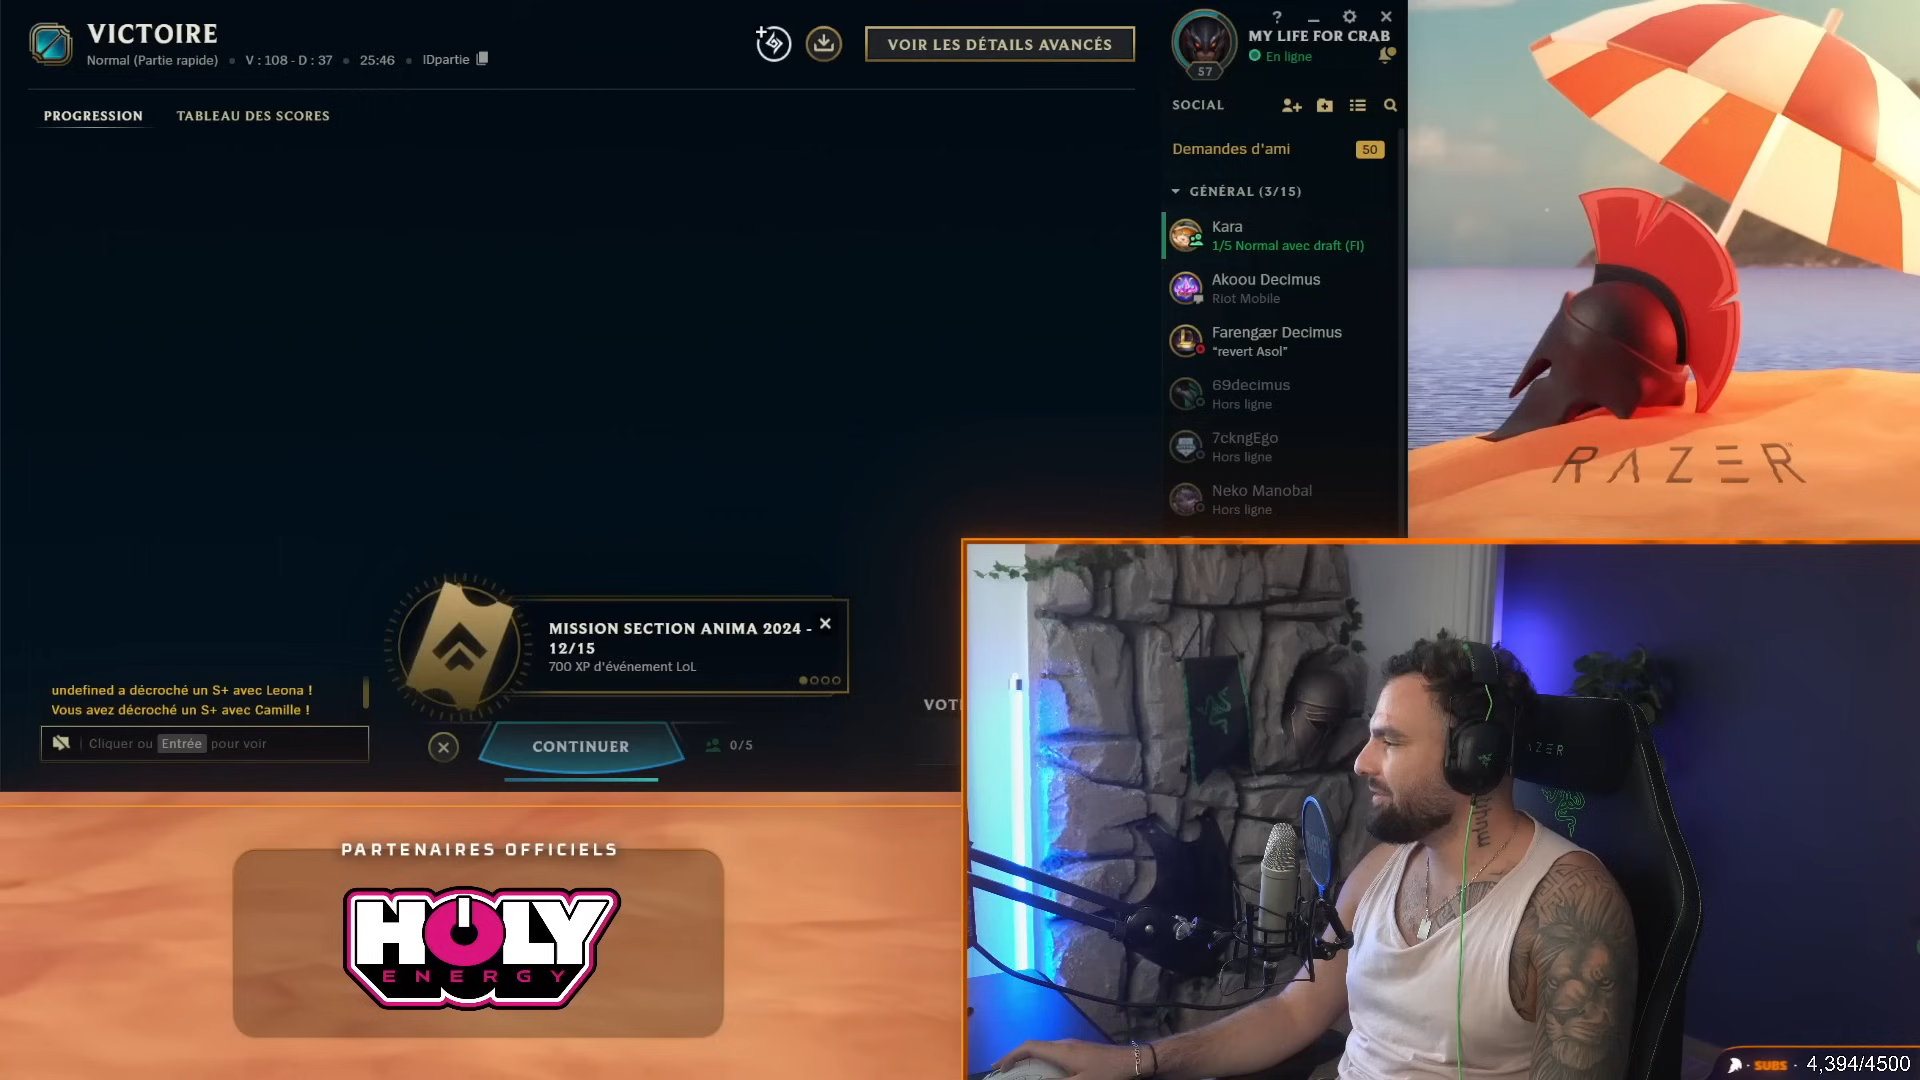 VICTOIRE
Normal (Partie rapide) • V : 108 - D : 37 • 25:46 • IDpartie
VOIR LES DÉTAILS AVANCÉS
PROGRESSION
TABLEAU DES SCORES
57
MY LIFE FOR CRAB
En ligne
SOCIAL
Demandes d'ami
50
GÉNÉRAL (3/15)
Kara
1/5 Normal avec draft (FI)
Akoou Decimus
Riot Mobile
Farengær Decimus
"revert Asol"
69decimus
Hors ligne
7ckngEgo
Hors ligne
Neko Manobal
Hors ligne
RAZER
MISSION SECTION ANIMA 2024 -
12/15
700 XP d'événement LoL
undefined a décroché un S+ avec Leona !
Vous avez décroché un S+ avec Camille !
Cliquer ou Entrée pour voir
CONTINUER
0/5
VOT
PARTENAIRES OFFICIELS
HOLY
ENERGY
RAZER
SUBS · 4,394/4500